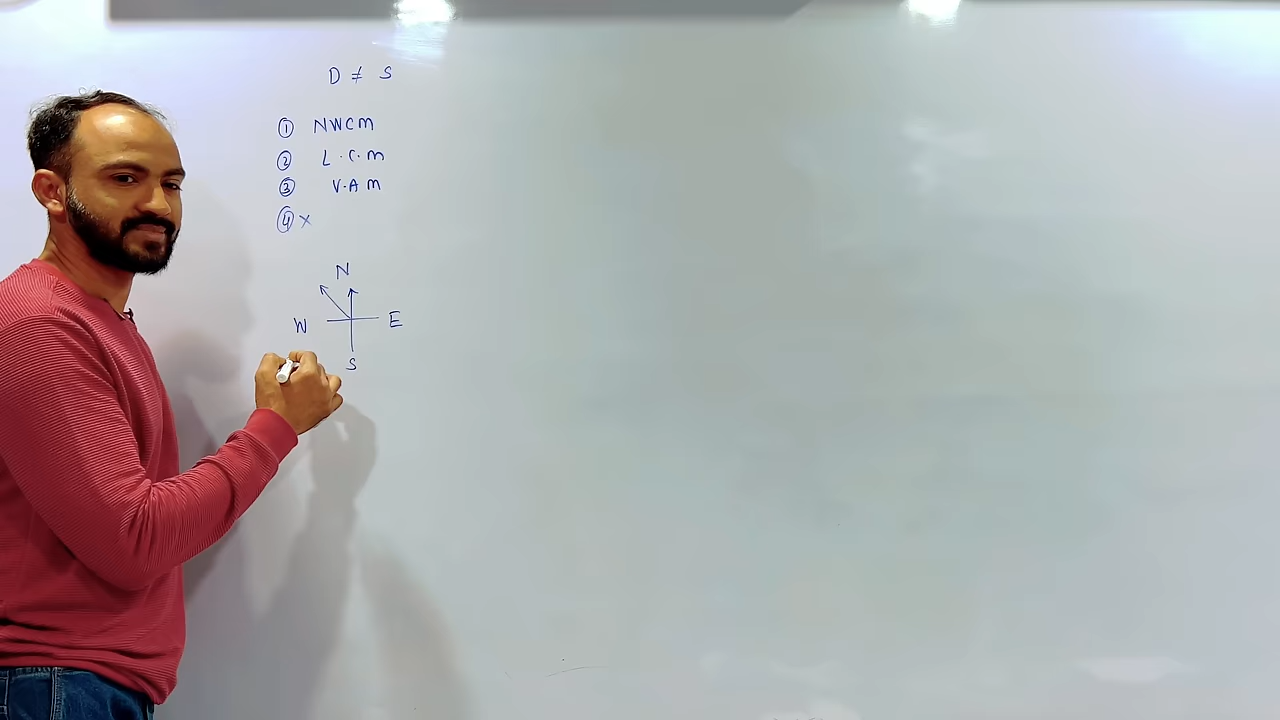 D ≠ S
① NWCM
② L.C.M
③ V.A M
④ ×
N
W E
S